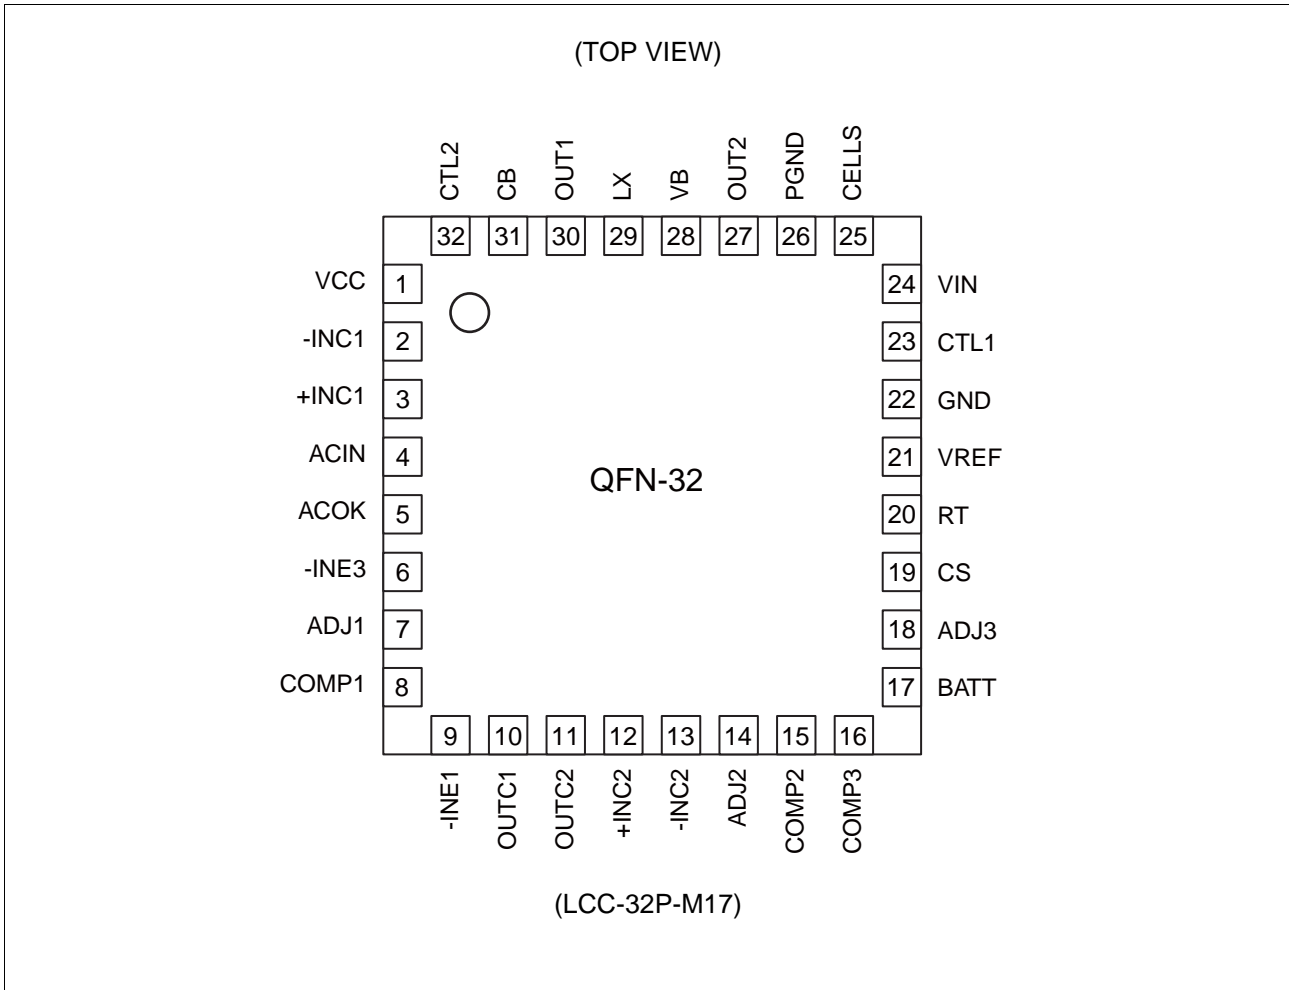 (TOP VIEW)
CTL2 CB OUT1 LX VB OUT2 PGND CELLS
32 31 30 29 28 27 26 25
VCC 1 24 VIN
-INC1 2 23 CTL1
+INC1 3 22 GND
ACIN 4 21 VREF
QFN-32
ACOK 5 20 RT
-INE3 6 19 CS
ADJ1 7 18 ADJ3
COMP1 8 17 BATT
9 10 11 12 13 14 15 16
-INE1 OUTC1 OUTC2 +INC2 -INC2 ADJ2 COMP2 COMP3
(LCC-32P-M17)